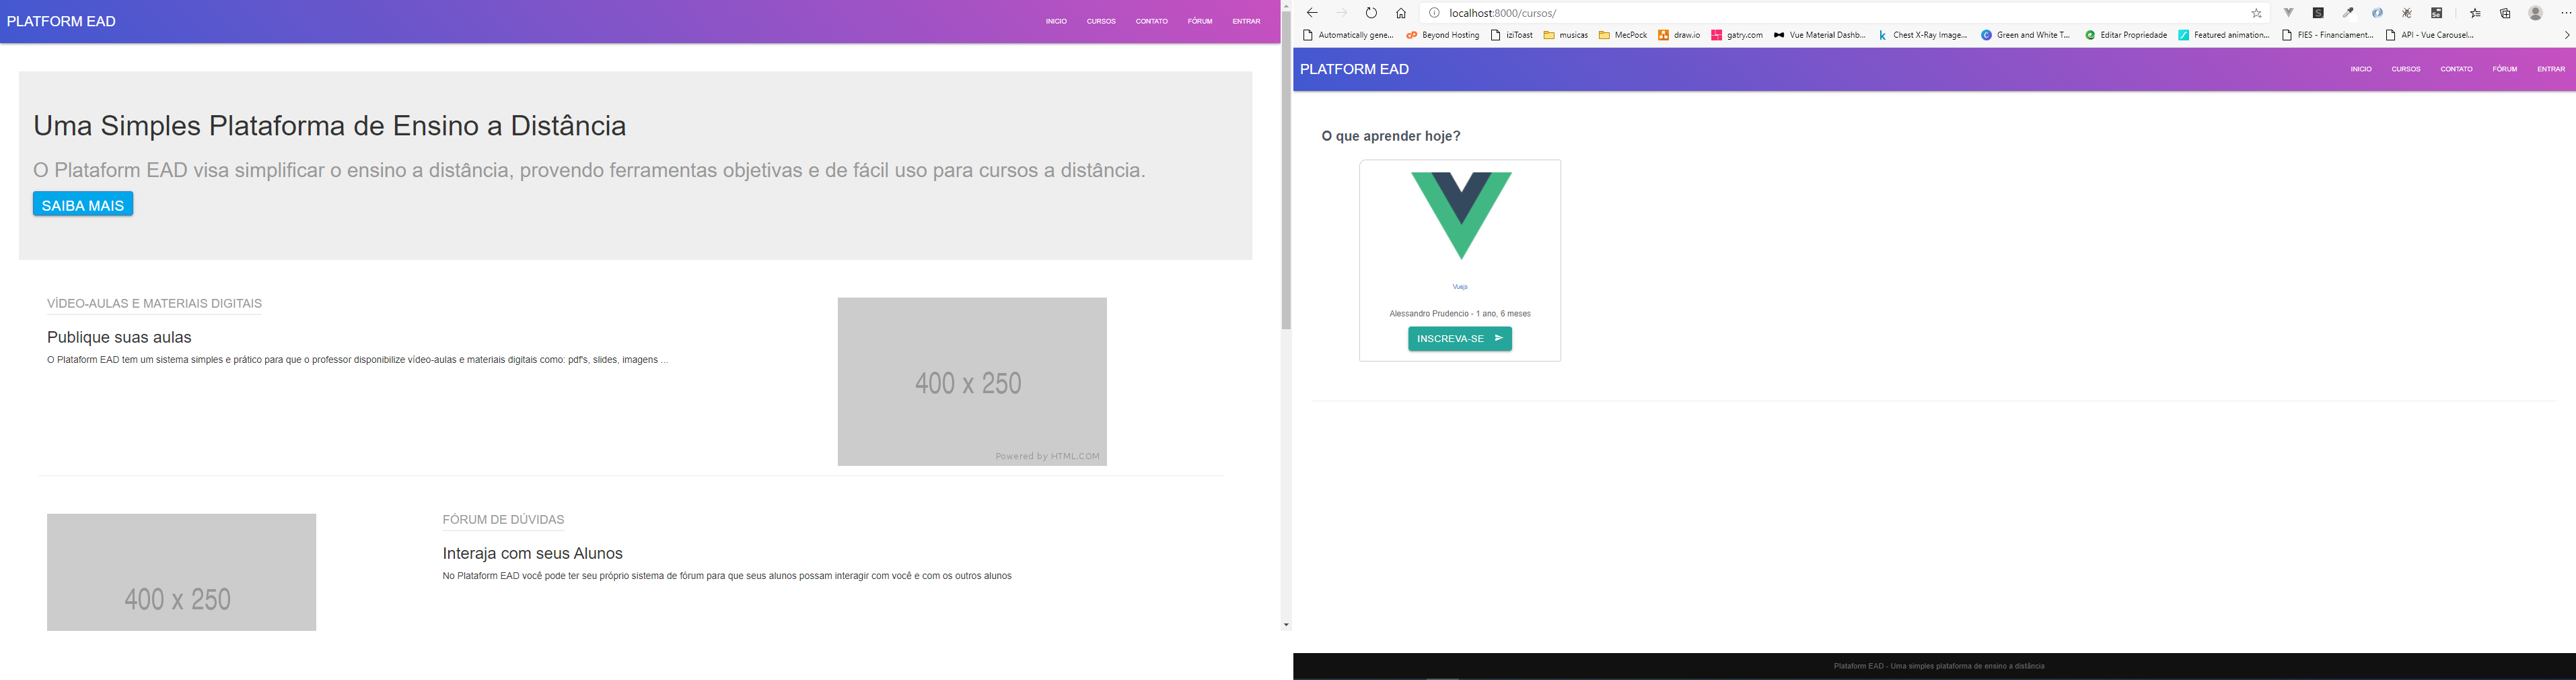 PLATFORM EAD
INICIO CURSOS CONTATO FÓRUM ENTRAR
Uma Simples Plataforma de Ensino a Distância
O Plataform EAD visa simplificar o ensino a distância, provendo ferramentas objetivas e de fácil uso para cursos a distância.
SAIBA MAIS
VÍDEO-AULAS E MATERIAIS DIGITAIS
Publique suas aulas
O Plataform EAD tem um sistema simples e prático para que o professor disponibilize vídeo-aulas e materiais digitais como: pdf's, slides, imagens ...
400 x 250
Powered by HTML.COM
400 x 250
FÓRUM DE DÚVIDAS
Interaja com seus Alunos
No Plataform EAD você pode ter seu próprio sistema de fórum para que seus alunos possam interagir com você e com os outros alunos
localhost:8000/cursos/
Automatically gene... Beyond Hosting iziToast musicas MecPock draw.io gatry.com Vue Material Dashb... Chest X-Ray Image... Green and White T... Editar Propriedade Featured animation... FIES - Financiament... API - Vue Carousel...
PLATFORM EAD
INICIO CURSOS CONTATO FÓRUM ENTRAR
O que aprender hoje?
Vuejs
Alessandro Prudencio - 1 ano, 6 meses
INSCREVA-SE
Plataform EAD - Uma simples plataforma de ensino a distância